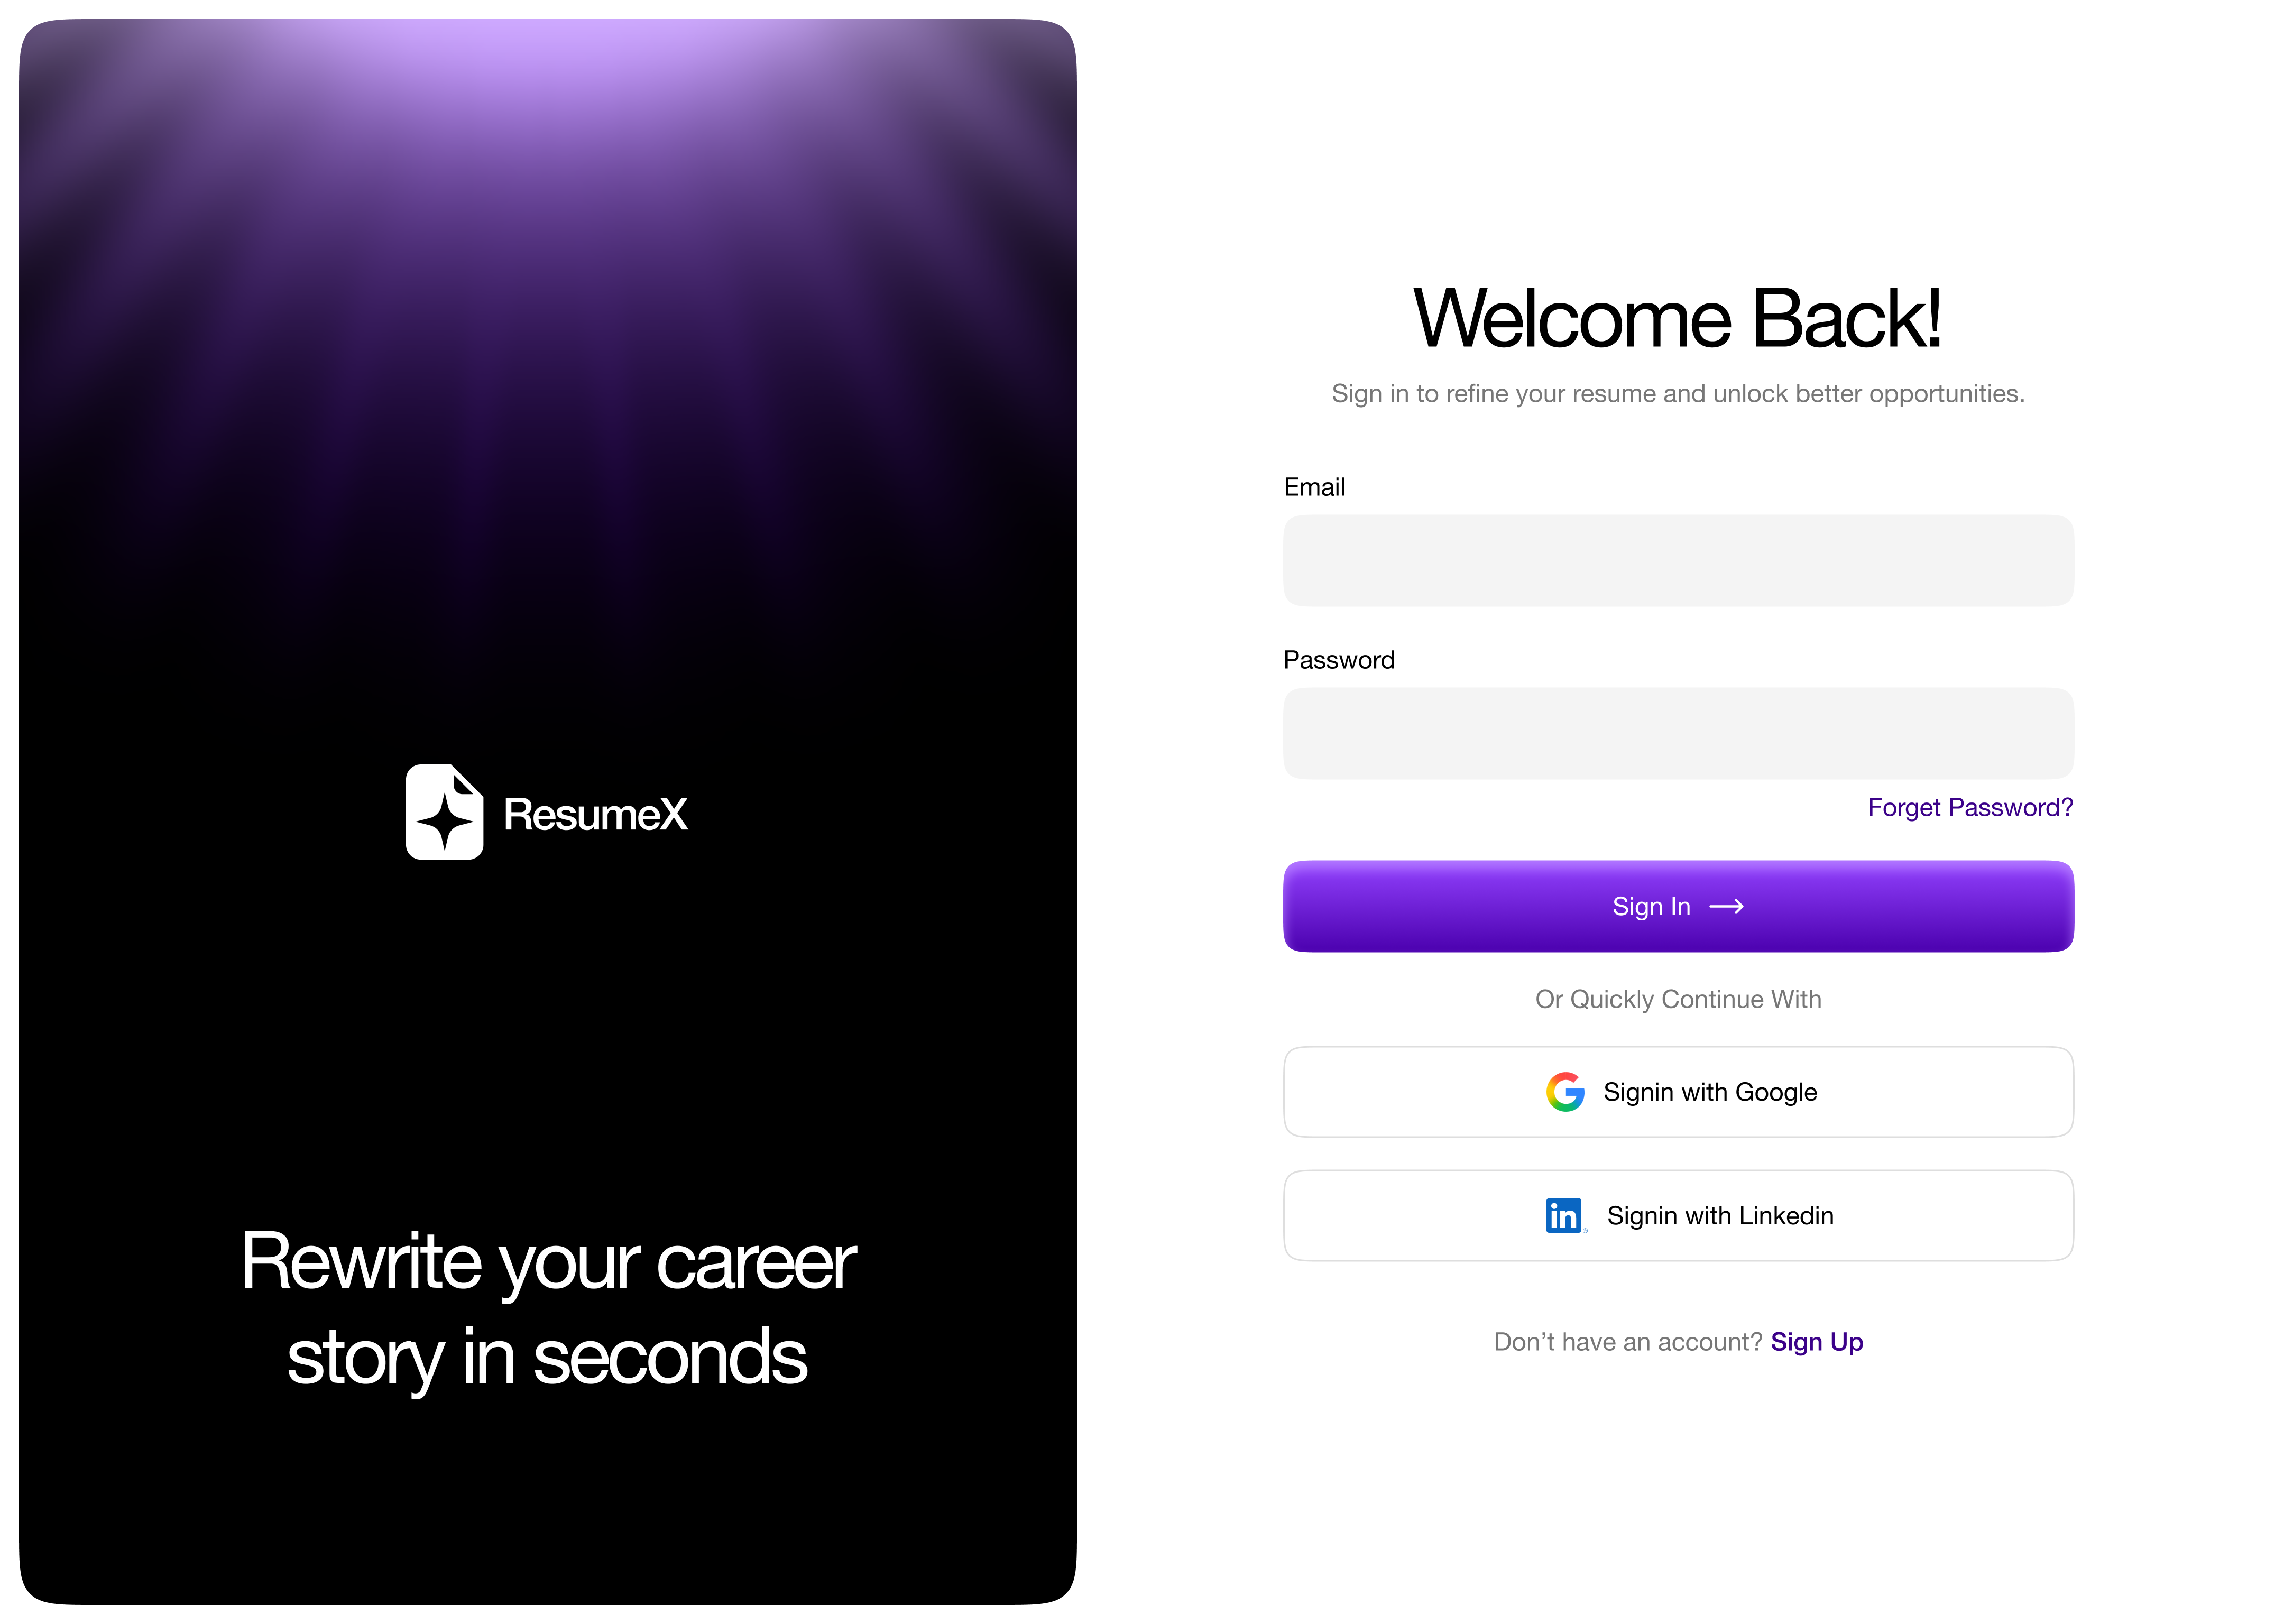 ResumeX
Rewrite your career
story in seconds
Welcome Back!
Sign in to refine your resume and unlock better opportunities.
Email
Password
Forget Password?
Sign In
Or Quickly Continue With
Signin with Google
in
Signin with Linkedin
Don’t have an account? Sign Up